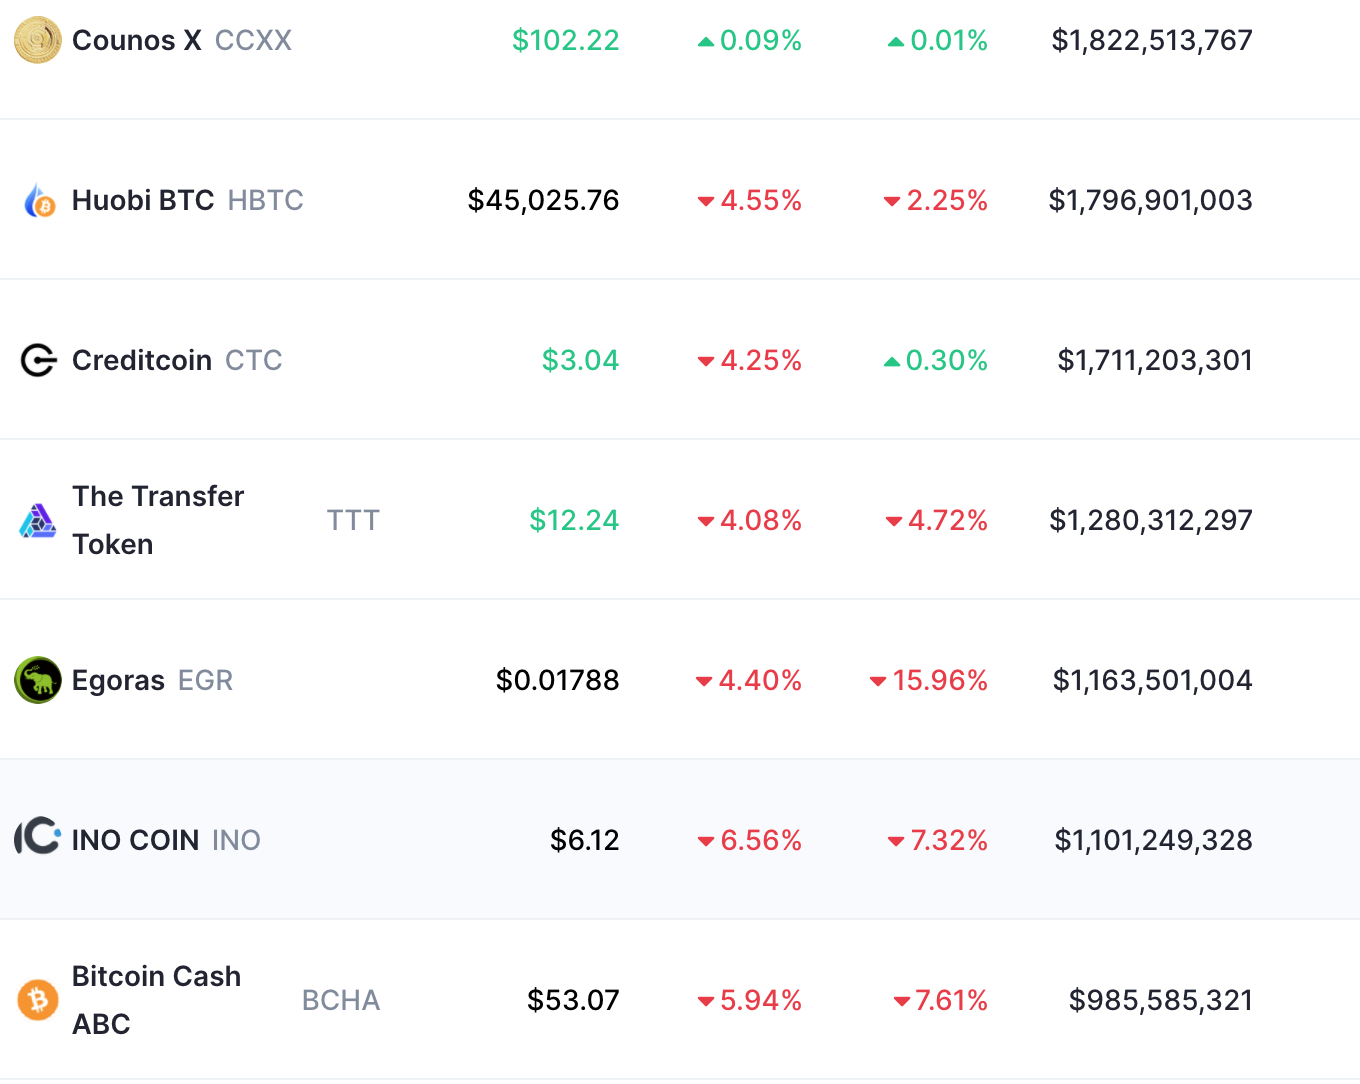 Counos X CCXX $102.22 0.09% 0.01% $1,822,513,767
Huobi BTC HBTC $45,025.76 4.55% 2.25% $1,796,901,003
Creditcoin CTC $3.04 4.25% 0.30% $1,711,203,301
The Transfer
Token TTT $12.24 4.08% 4.72% $1,280,312,297
Egoras EGR $0.01788 4.40% 15.96% $1,163,501,004
INO COIN INO $6.12 6.56% 7.32% $1,101,249,328
Bitcoin Cash
ABC BCHA $53.07 5.94% 7.61% $985,585,321